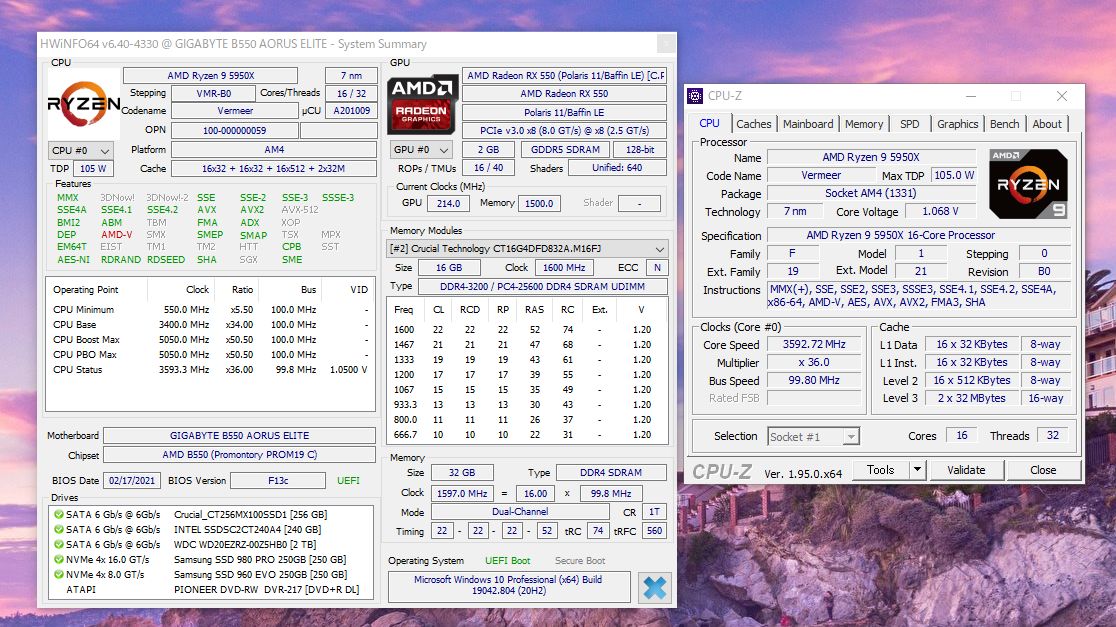 HWiNFO64 v6.40-4330 @ GIGABYTE B550 AORUS ELITE - System Summary
CPU
RYZEN
AMD Ryzen 9 5950X 7 nm
Stepping VMR-B0 Cores/Threads 16 / 32
Codename Vermeer µCU A201009
OPN 100-000000059
CPU #0 Platform AM4
TDP 105 W Cache 16x32 + 16x32 + 16x512 + 2x32M
Features
MMX 3DNow! 3DNow!-2 SSE SSE-2 SSE-3 SSSE-3
SSE4A SSE4.1 SSE4.2 AVX AVX2 AVX-512
BMI2 ABM TBM FMA ADX XOP
DEP AMD-V SMX SMEP SMAP TSX MPX
EM64T EIST TM1 TM2 HTT CPB SST
AES-NI RDRAND RDSEED SHA SGX SME
Operating Point Clock Ratio Bus VID
CPU Minimum 550.0 MHz x5.50 100.0 MHz -
CPU Base 3400.0 MHz x34.00 100.0 MHz -
CPU Boost Max 5050.0 MHz x50.50 100.0 MHz -
CPU PBO Max 5050.0 MHz x50.50 100.0 MHz -
CPU Status 3593.3 MHz x36.00 99.8 MHz 1.0500 V
Motherboard GIGABYTE B550 AORUS ELITE
Chipset AMD B550 (Promontory PROM19 C)
BIOS Date 02/17/2021 BIOS Version F13c UEFI
Drives
SATA 6 Gb/s @ 6Gb/s Crucial_CT256MX100SSD1 [256 GB]
SATA 6 Gb/s @ 6Gb/s INTEL SSDSC2CT240A4 [240 GB]
SATA 6 Gb/s @ 6Gb/s WDC WD20EZRZ-00Z5HB0 [2 TB]
NVMe 4x 16.0 GT/s Samsung SSD 980 PRO 250GB [250 GB]
NVMe 4x 8.0 GT/s Samsung SSD 960 EVO 250GB [250 GB]
ATAPI PIONEER DVD-RW DVR-217 [DVD+R DL]
GPU
AMD
RADEON
GRAPHICS
AMD Radeon RX 550 (Polaris 11/Baffin LE) [C.P
AMD Radeon RX 550
Polaris 11/Baffin LE
PCIe v3.0 x8 (8.0 GT/s) @ x8 (2.5 GT/s)
GPU #0 2 GB GDDR5 SDRAM 128-bit
ROPs / TMUs 16 / 40 Shaders Unified: 640
Current Clocks (MHz)
GPU 214.0 Memory 1500.0 Shader -
Memory Modules
[#2] Crucial Technology CT16G4DFD832A.M16FJ
Size 16 GB Clock 1600 MHz ECC N
Type DDR4-3200 / PC4-25600 DDR4 SDRAM UDIMM
Freq CL RCD RP RAS RC Ext. V
1600 22 22 22 52 74 - 1.20
1467 21 21 21 47 68 - 1.20
1333 19 19 19 43 61 - 1.20
1200 17 17 17 39 55 - 1.20
1067 15 15 15 35 49 - 1.20
933.3 13 13 13 30 43 - 1.20
800.0 11 11 11 26 37 - 1.20
666.7 10 10 10 22 31 - 1.20
Memory
Size 32 GB Type DDR4 SDRAM
Clock 1597.0 MHz = 16.00 x 99.8 MHz
Mode Dual-Channel CR 1T
Timing 22 - 22 - 22 - 52 tRC 74 tRFC 560
Operating System UEFI Boot Secure Boot
Microsoft Windows 10 Professional (x64) Build
19042.804 (20H2)
CPU-Z
CPU Caches Mainboard Memory SPD Graphics Bench About
Processor
Name AMD Ryzen 9 5950X
Code Name Vermeer Max TDP 105.0 W
Package Socket AM4 (1331)
Technology 7 nm Core Voltage 1.068 V
AMD
RYZEN
9
Specification AMD Ryzen 9 5950X 16-Core Processor
Family F Model 1 Stepping 0
Ext. Family 19 Ext. Model 21 Revision B0
Instructions MMX(+), SSE, SSE2, SSE3, SSSE3, SSE4.1, SSE4.2, SSE4A,
x86-64, AMD-V, AES, AVX, AVX2, FMA3, SHA
Clocks (Core #0)
Core Speed 3592.72 MHz
Multiplier x 36.0
Bus Speed 99.80 MHz
Rated FSB
Cache
L1 Data 16 x 32 KBytes 8-way
L1 Inst. 16 x 32 KBytes 8-way
Level 2 16 x 512 KBytes 8-way
Level 3 2 x 32 MBytes 16-way
Selection Socket #1 Cores 16 Threads 32
CPU-Z Ver. 1.95.0.x64 Tools Validate Close